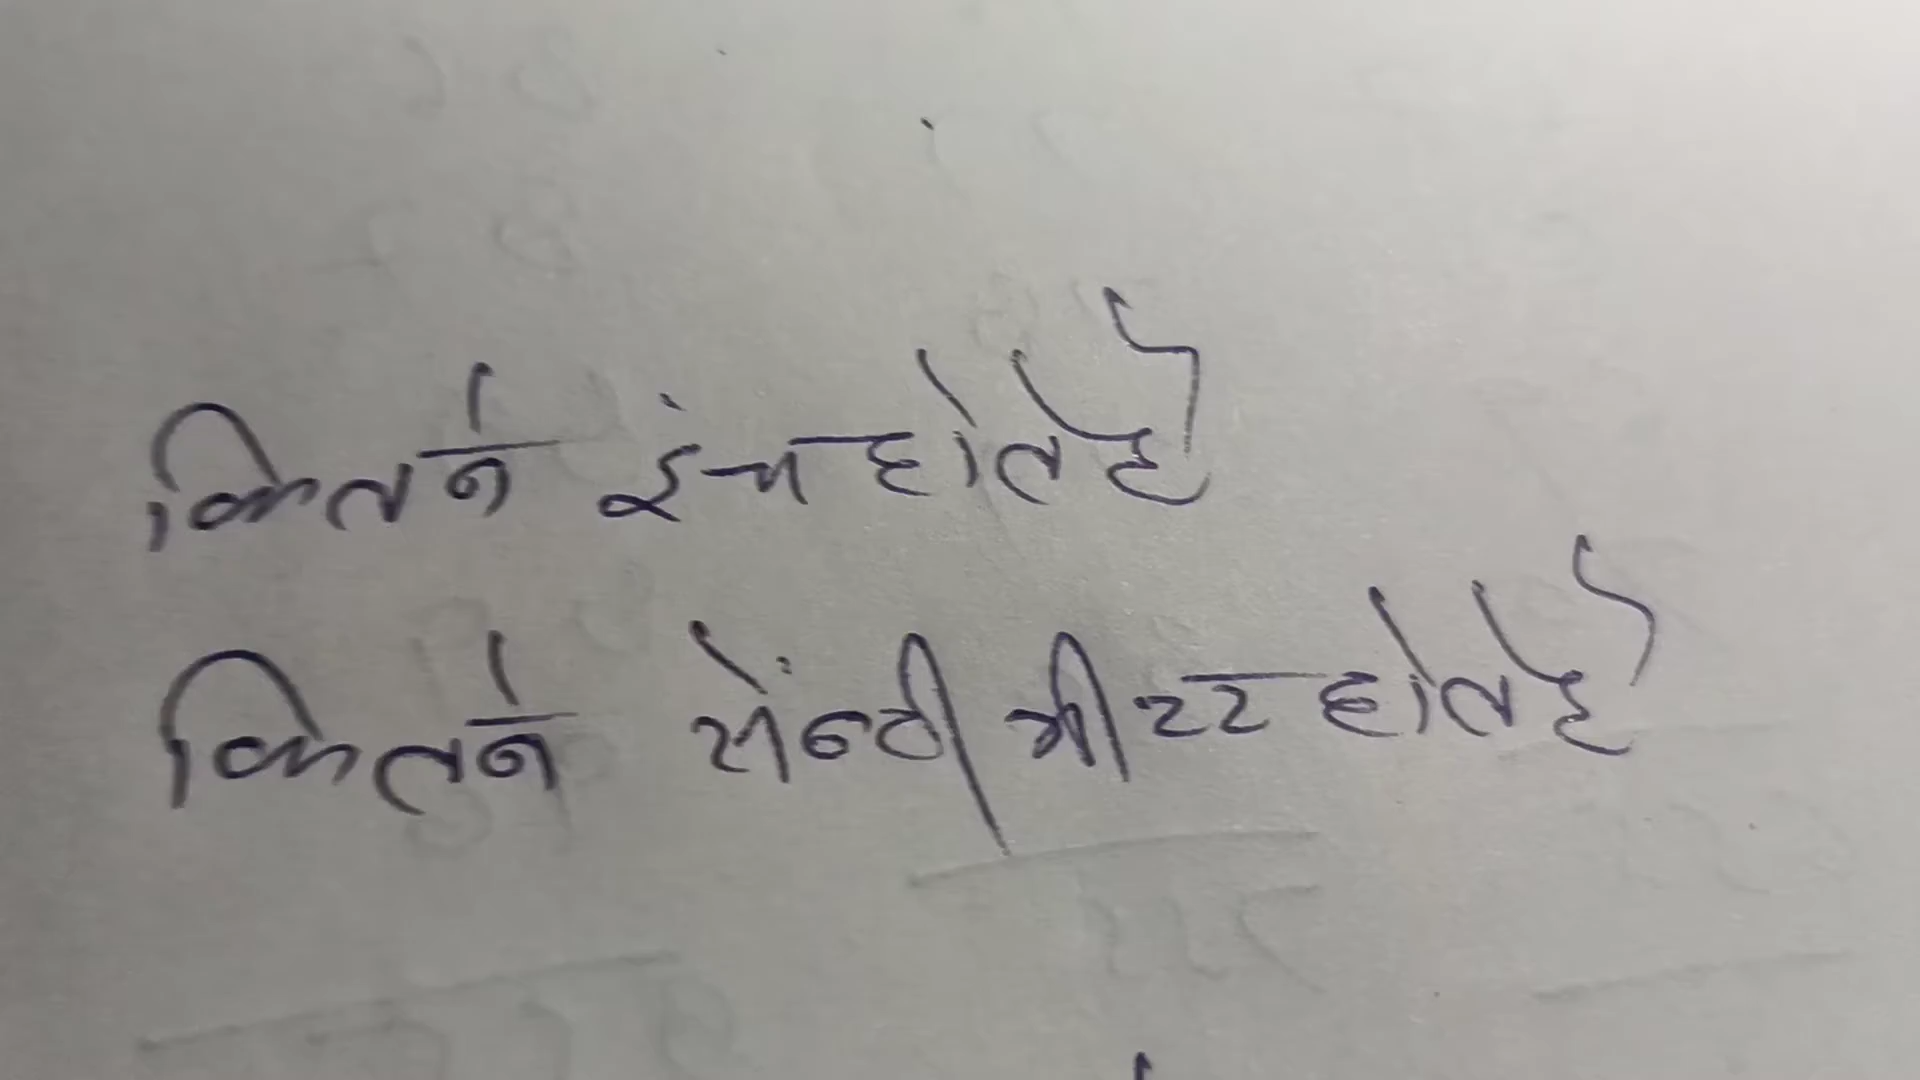 कितने इंच होते है
कितने सेंन्टी मीटर होते है